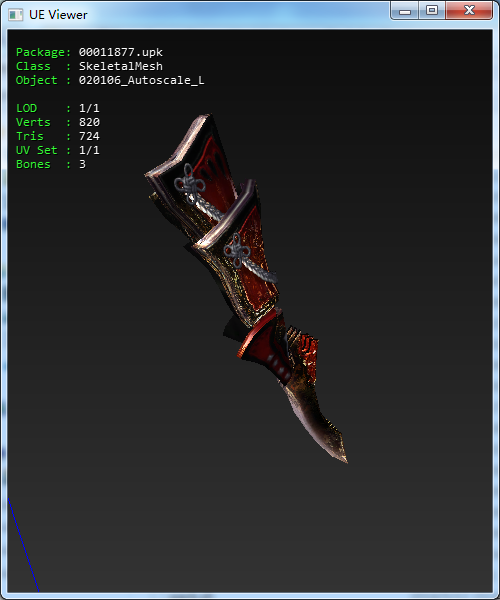 UE Viewer
Package: 00011877.upk
Class : SkeletalMesh
Object : 020106_Autoscale_L
LOD : 1/1
Verts : 820
Tris : 724
UV Set : 1/1
Bones : 3